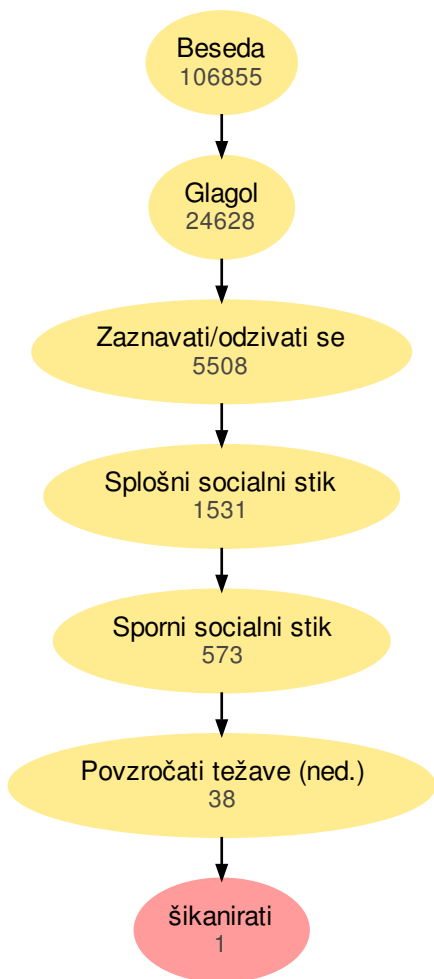 Beseda
106855
Glagol
24628
Zaznavati/odzivati se
5508
Splošni socialni stik
1531
Sporni socialni stik
573
Povzročati težave (ned.)
38
šikanirati
1